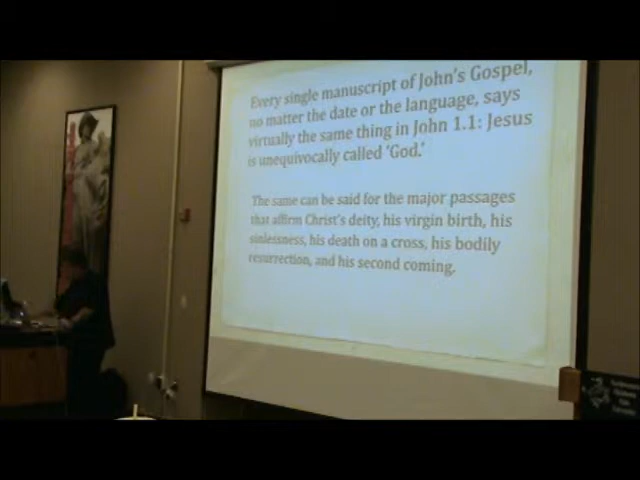 Every single manuscript of John's Gospel,
no matter the date or the language, says
virtually the same thing in John 1.1: Jesus
is unequivocally called 'God.'
The same can be said for the major passages
that affirm Christ's deity, his virgin birth, his
sinlessness, his death on a cross, his bodily
resurrection, and his second coming.